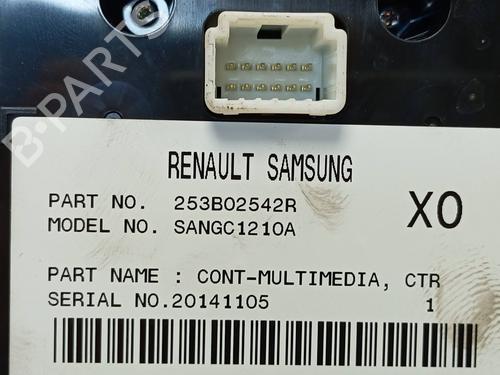 B-PARTS
RENAULT SAMSUNG
PART NO. 253B02542R
X0
MODEL NO. SANGC1210A
PART NAME : CONT-MULTIMEDIA, CTR
SERIAL NO.20141105 1